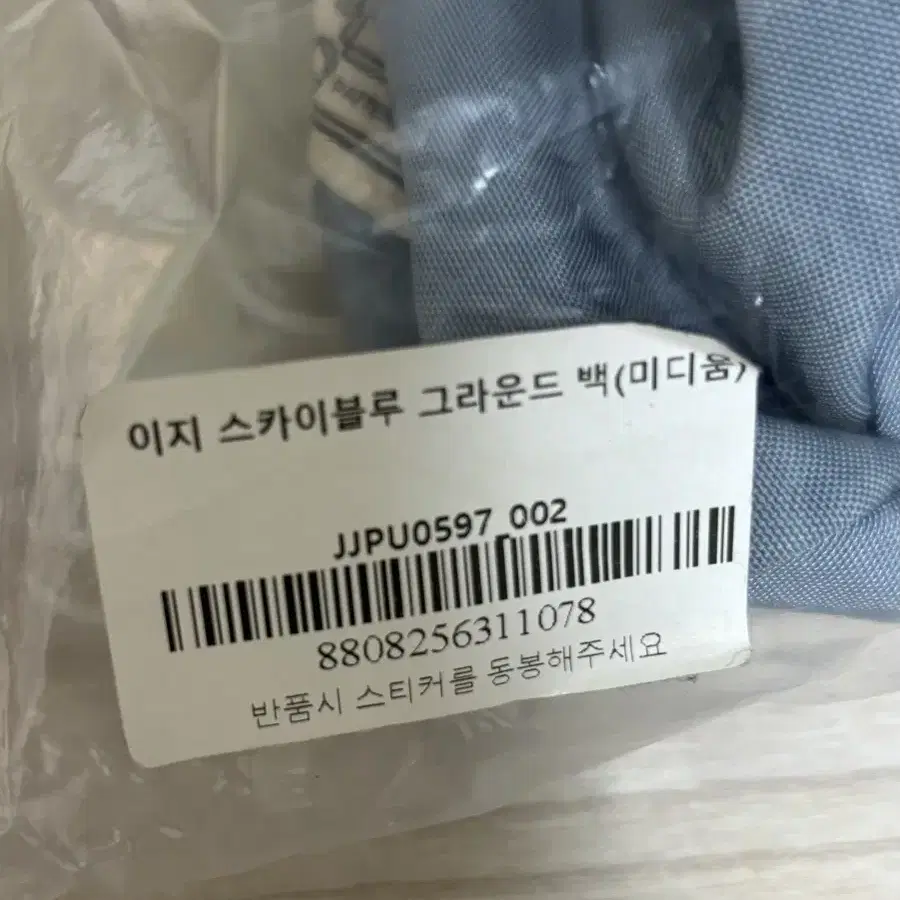 이지 스카이블루 그라운드 백(미디움)
JJPU0597_002
8808256311078
반품시 스티커를 동봉해주세요